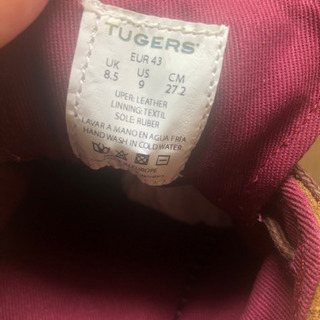 TUGERS
EUR 43
UK US CM
8.5 9 27.2
UPER: LEATHER
LINNING: TEXTIL
SOLE: RUBER
LAVAR A MANO EN AGUA FRÍA
HAND WASH IN COLD WATER